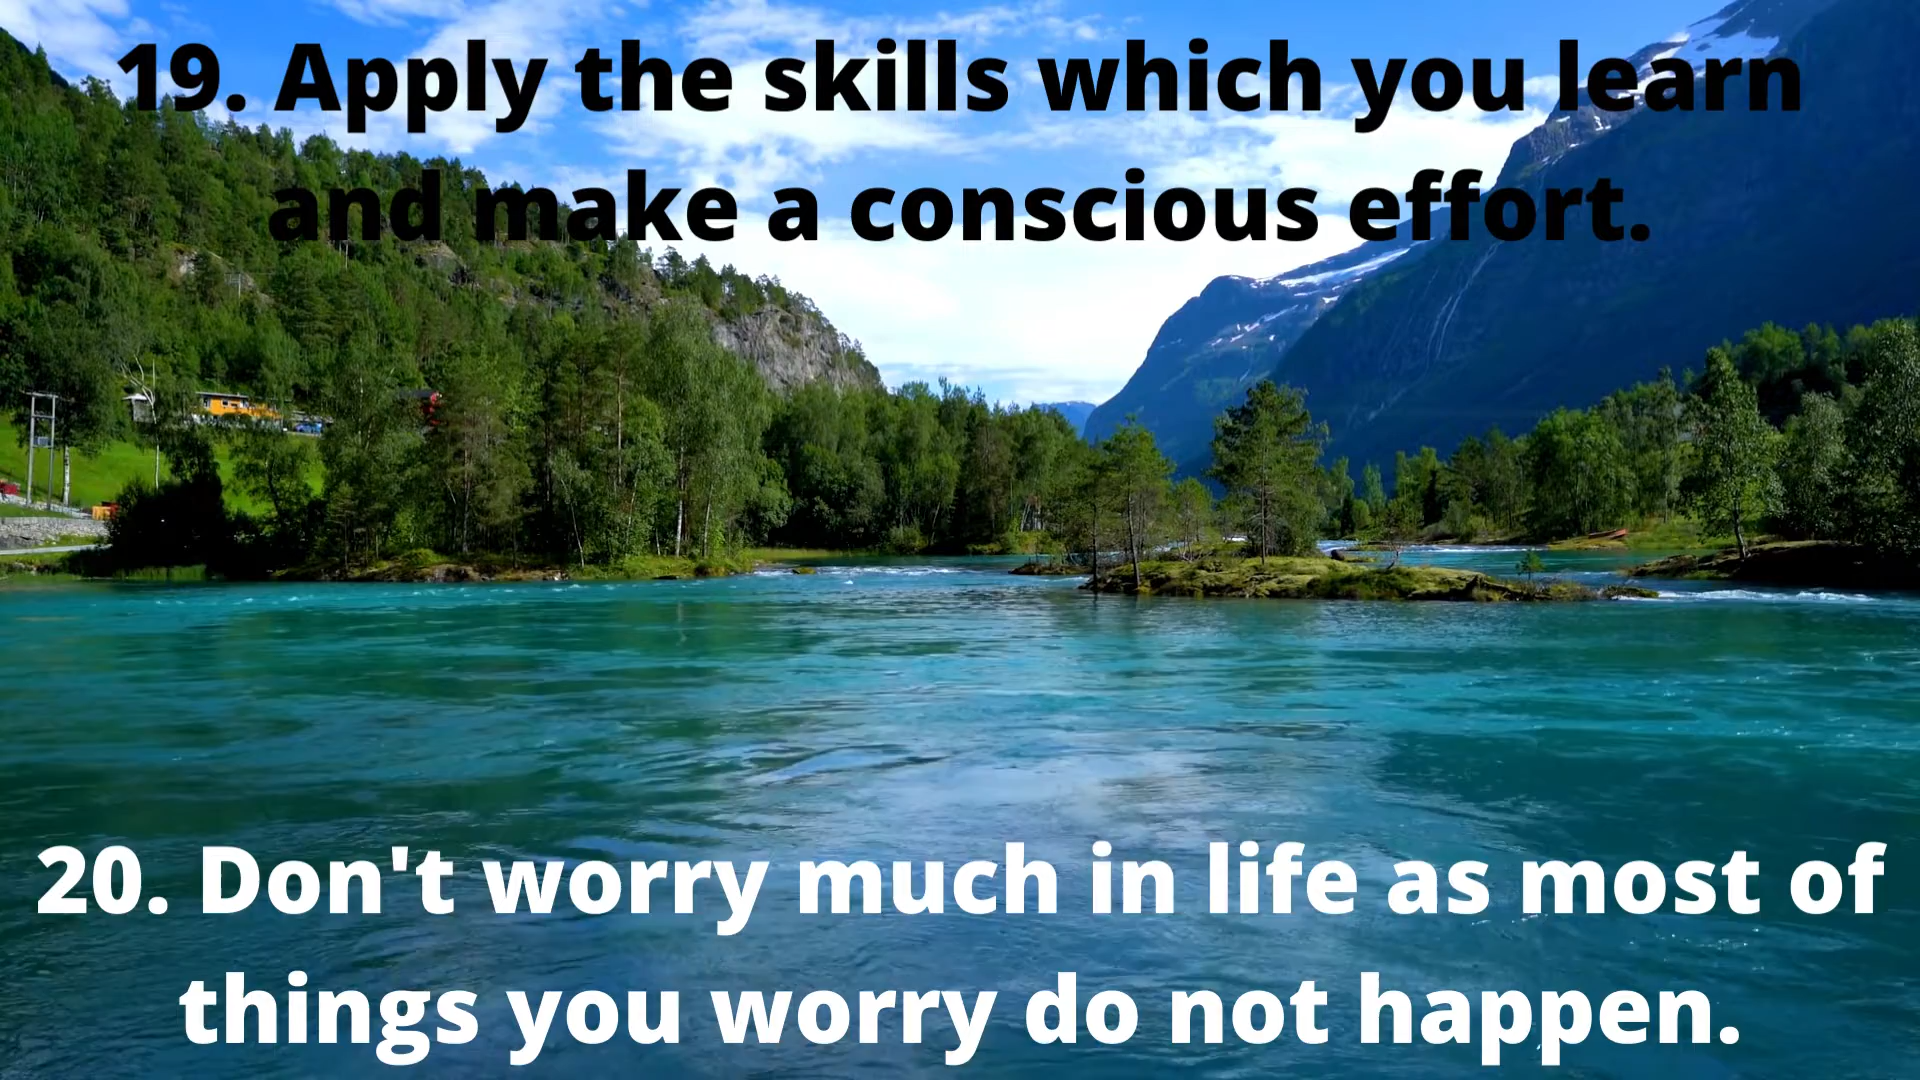 19. Apply the skills which you learn
and make a conscious effort.
20. Don't worry much in life as most of
things you worry do not happen.